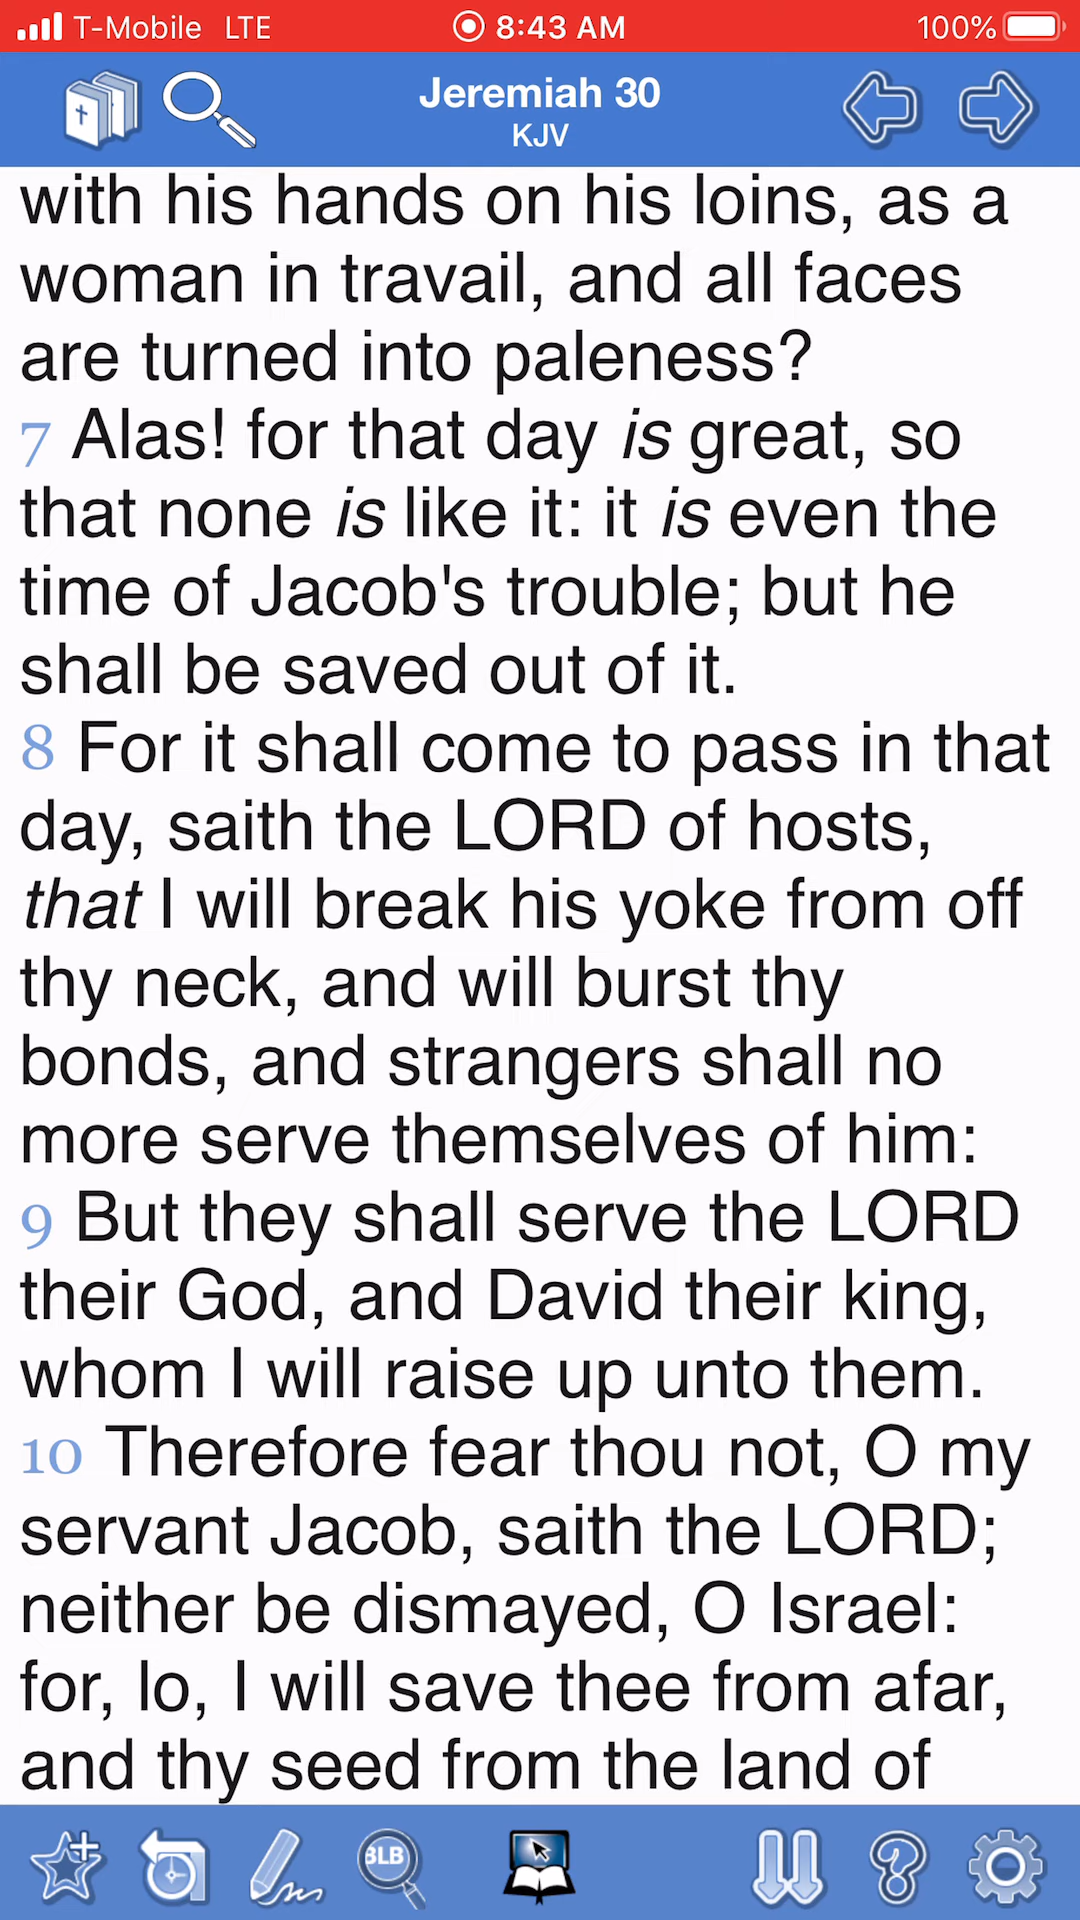 T-Mobile LTE 8:43 AM 100%
Jeremiah 30
KJV
with his hands on his loins, as a
woman in travail, and all faces
are turned into paleness?
7 Alas! for that day is great, so
that none is like it: it is even the
time of Jacob's trouble; but he
shall be saved out of it.
8 For it shall come to pass in that
day, saith the LORD of hosts,
that I will break his yoke from off
thy neck, and will burst thy
bonds, and strangers shall no
more serve themselves of him:
9 But they shall serve the LORD
their God, and David their king,
whom I will raise up unto them.
10 Therefore fear thou not, O my
servant Jacob, saith the LORD;
neither be dismayed, O Israel:
for, lo, I will save thee from afar,
and thy seed from the land of
BLB